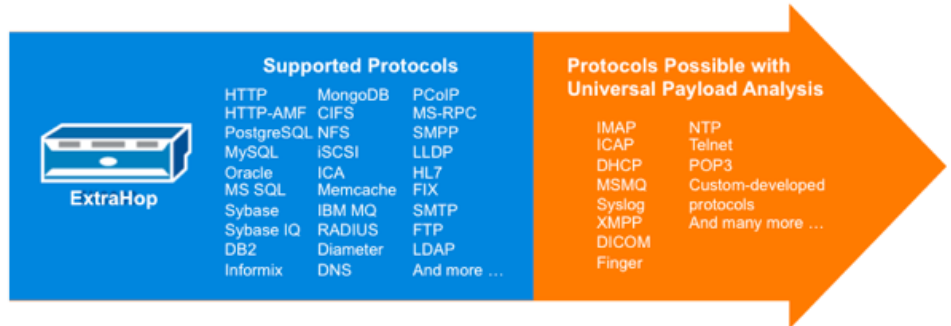 Supported Protocols
HTTP MongoDB PCoIP
HTTP-AMF CIFS MS-RPC
PostgreSQL NFS SMPP
MySQL iSCSI LLDP
Oracle ICA HL7
MS SQL Memcache FIX
Sybase IBM MQ SMTP
Sybase IQ RADIUS FTP
DB2 Diameter LDAP
Informix DNS And more ...
ExtraHop
Protocols Possible with
Universal Payload Analysis
IMAP NTP
ICAP Telnet
DHCP POP3
MSMQ Custom-developed
Syslog protocols
XMPP And many more ...
DICOM
Finger